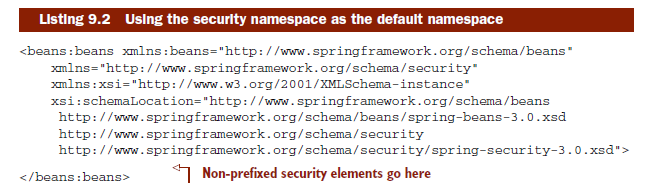 Listing 9.2 Using the security namespace as the default namespace
<beans:beans xmlns:beans="http://www.springframework.org/schema/beans"
xmlns="http://www.springframework.org/schema/security"
xmlns:xsi="http://www.w3.org/2001/XMLSchema-instance"
xsi:schemaLocation="http://www.springframework.org/schema/beans
http://www.springframework.org/schema/beans/spring-beans-3.0.xsd
http://www.springframework.org/schema/security
http://www.springframework.org/schema/security/spring-security-3.0.xsd">
Non-prefixed security elements go here
</beans:beans>